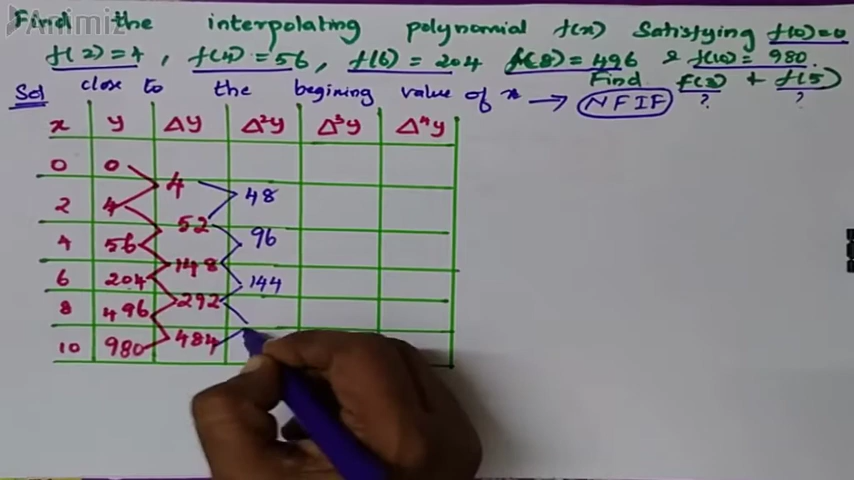 Animiz
Find the interpolating polynomial f(x) Satisfying f(0)=0
f(2)=4, f(4)=56, f(6)=204 f(8)=496 & f(10)=980.
Find f(3) + f(5)
Sol close to the begining value of x → NFIF ? ?
x y Δy Δ²y Δ³y Δ⁴y
0 0
4
2 4 48
52
4 56 96
148
6 204 144
292
8 496
484
10 980